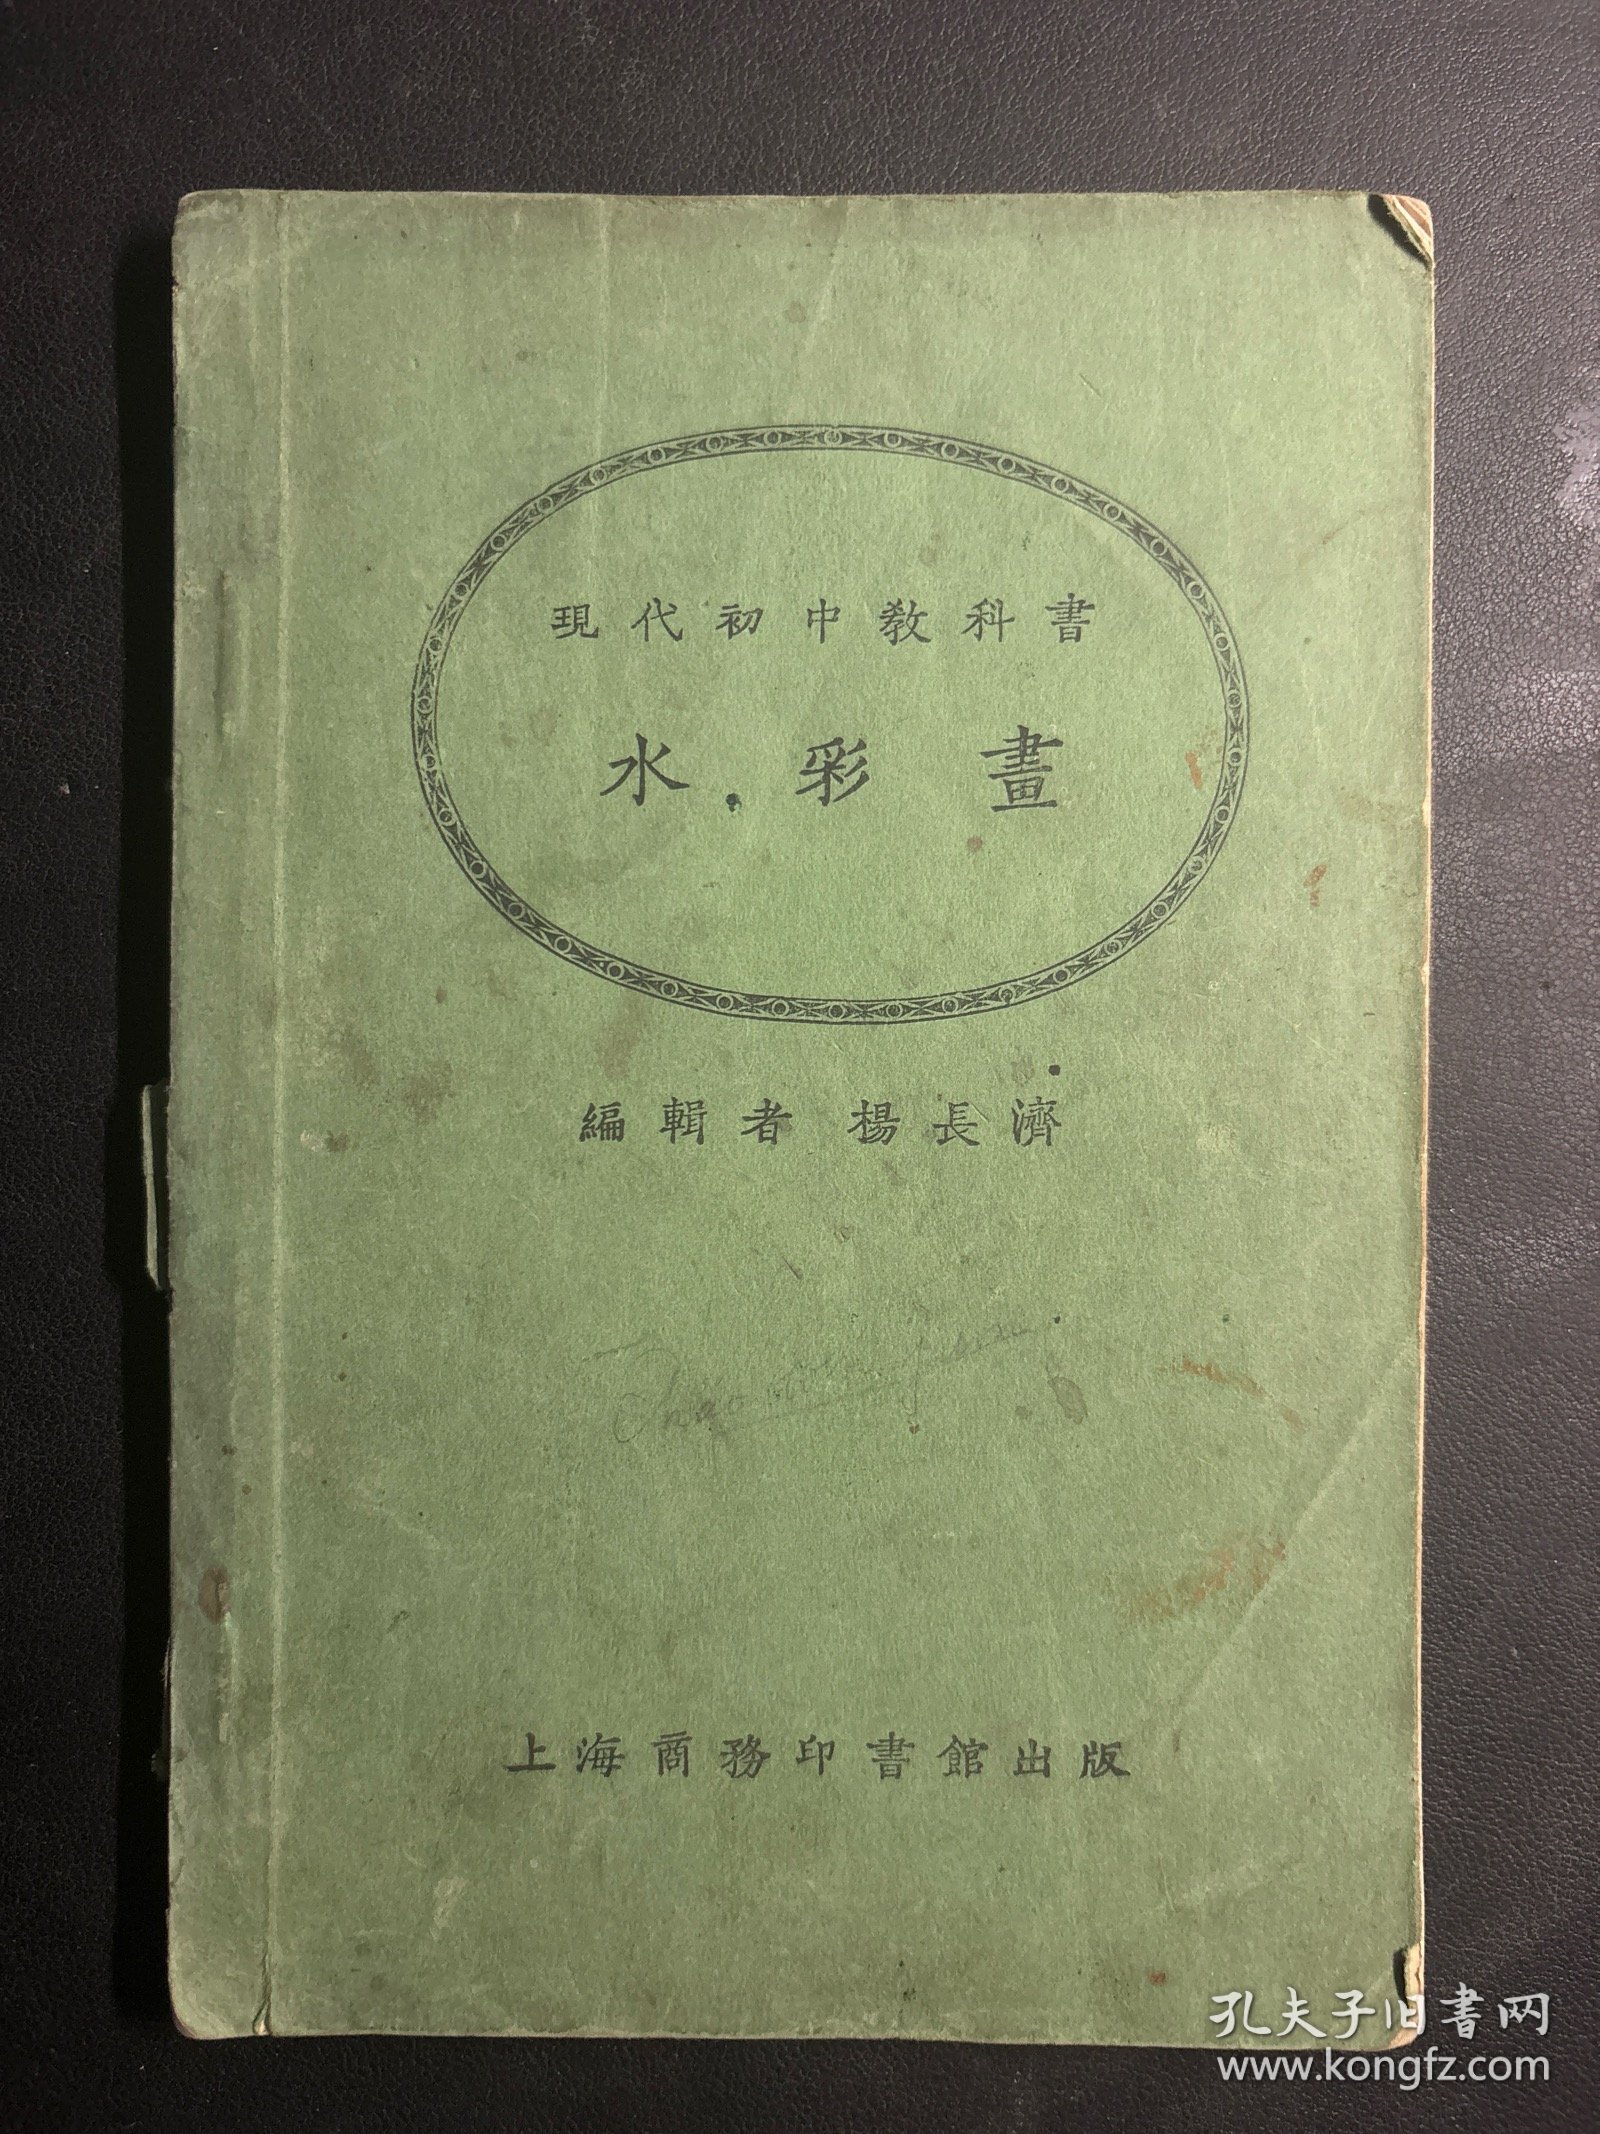 現代初中教科書
水彩畫
編輯者 楊長濟
上海商務印書館出版
孔夫子旧书网
www.kongfz.com